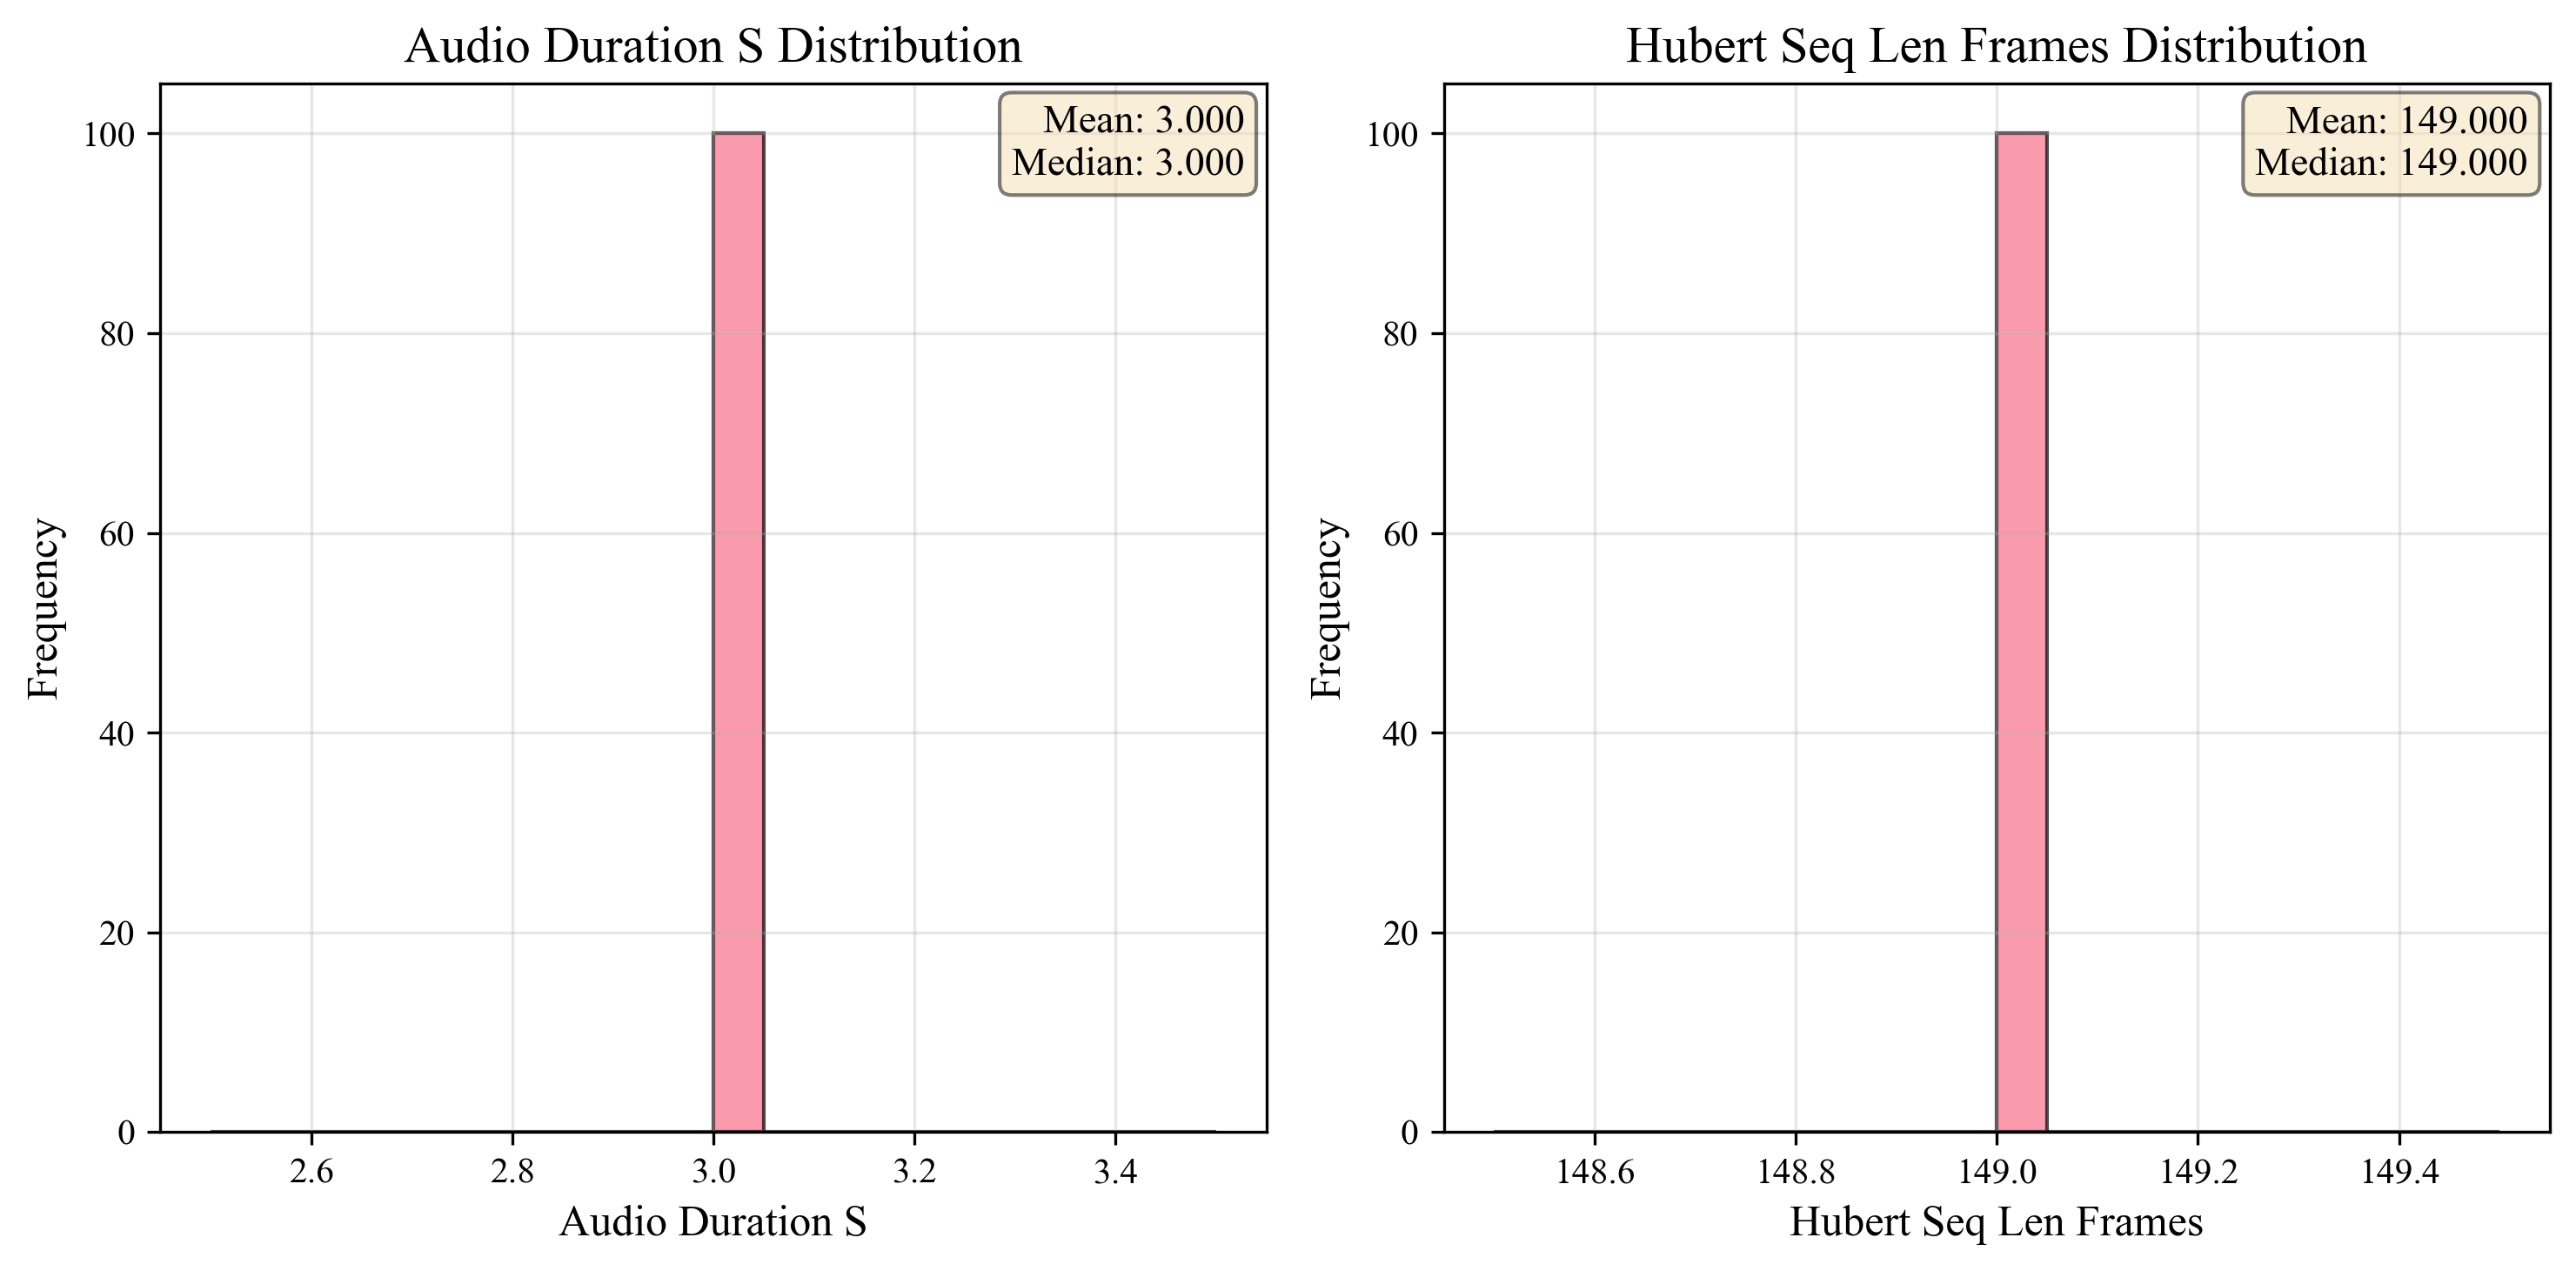 Audio Duration S Distribution
Mean: 3.000
Median: 3.000
100
80
60
40
20
0
Frequency
2.6 2.8 3.0 3.2 3.4
Audio Duration S
Hubert Seq Len Frames Distribution
Mean: 149.000
Median: 149.000
100
80
60
40
20
0
Frequency
148.6 148.8 149.0 149.2 149.4
Hubert Seq Len Frames